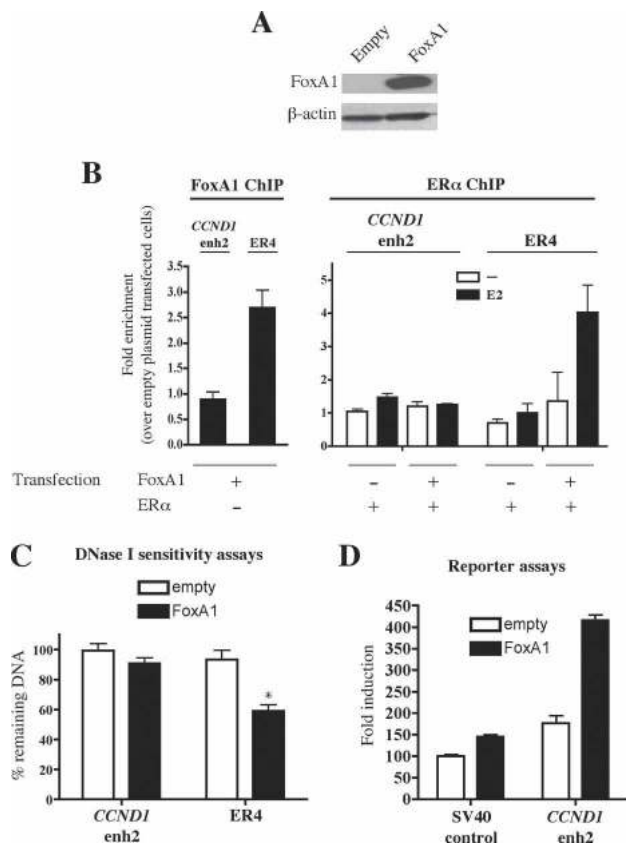 A
Empty FoxA1
FoxA1
β-actin
B
FoxA1 ChIP ERα ChIP
CCND1
enh2 ER4
CCND1
enh2 ER4
Fold enrichment
(over empty plasmid transfected cells)
3.5
3.0
2.5
2.0
1.5
1.0
0.5
0.0
4
2
0
–
E2
Transfection FoxA1 + – + – +
ERα – + + + +
C
DNase I sensitivity assays
empty
FoxA1
% remaining DNA
100
80
60
40
20
0
*
CCND1
enh2
ER4
D
Reporter assays
empty
FoxA1
Fold induction
450
400
350
300
250
200
150
100
150
0
SV40
control
CCND1
enh2